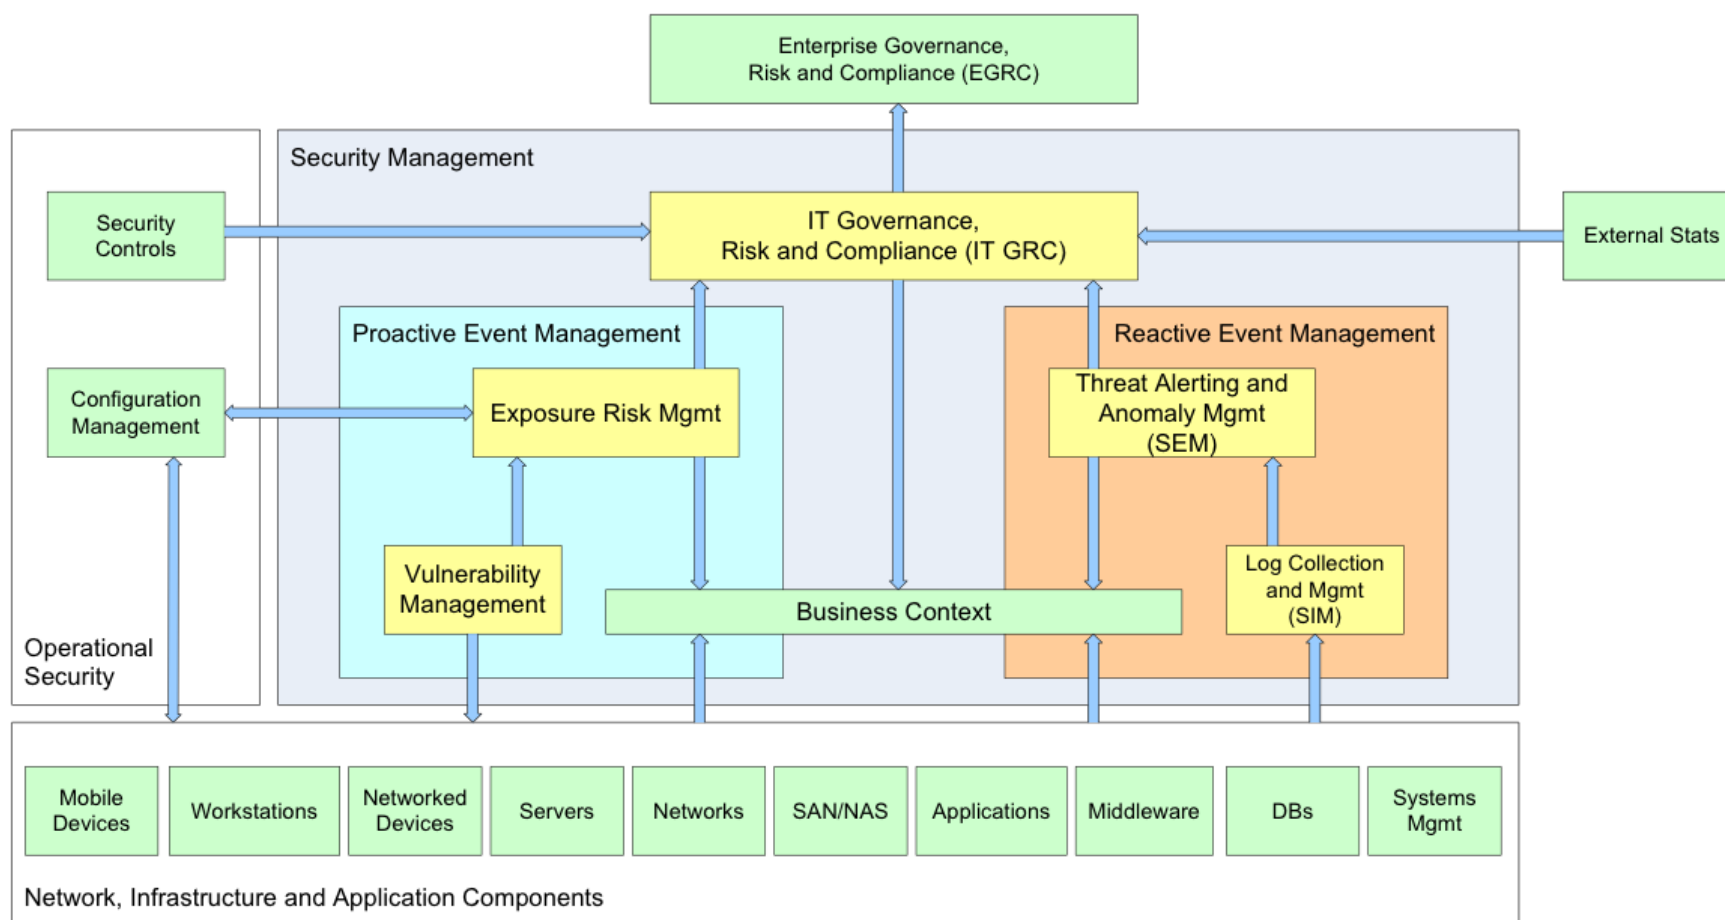 Enterprise Governance,
Risk and Compliance (EGRC)
Security Management
Security
Controls
IT Governance,
Risk and Compliance (IT GRC)
External Stats
Proactive Event Management
Reactive Event Management
Configuration
Management
Exposure Risk Mgmt
Threat Alerting and
Anomaly Mgmt
(SEM)
Vulnerability
Management
Log Collection
and Mgmt
(SIM)
Business Context
Operational
Security
Mobile
Devices
Workstations
Networked
Devices
Servers
Networks
SAN/NAS
Applications
Middleware
DBs
Systems
Mgmt
Network, Infrastructure and Application Components